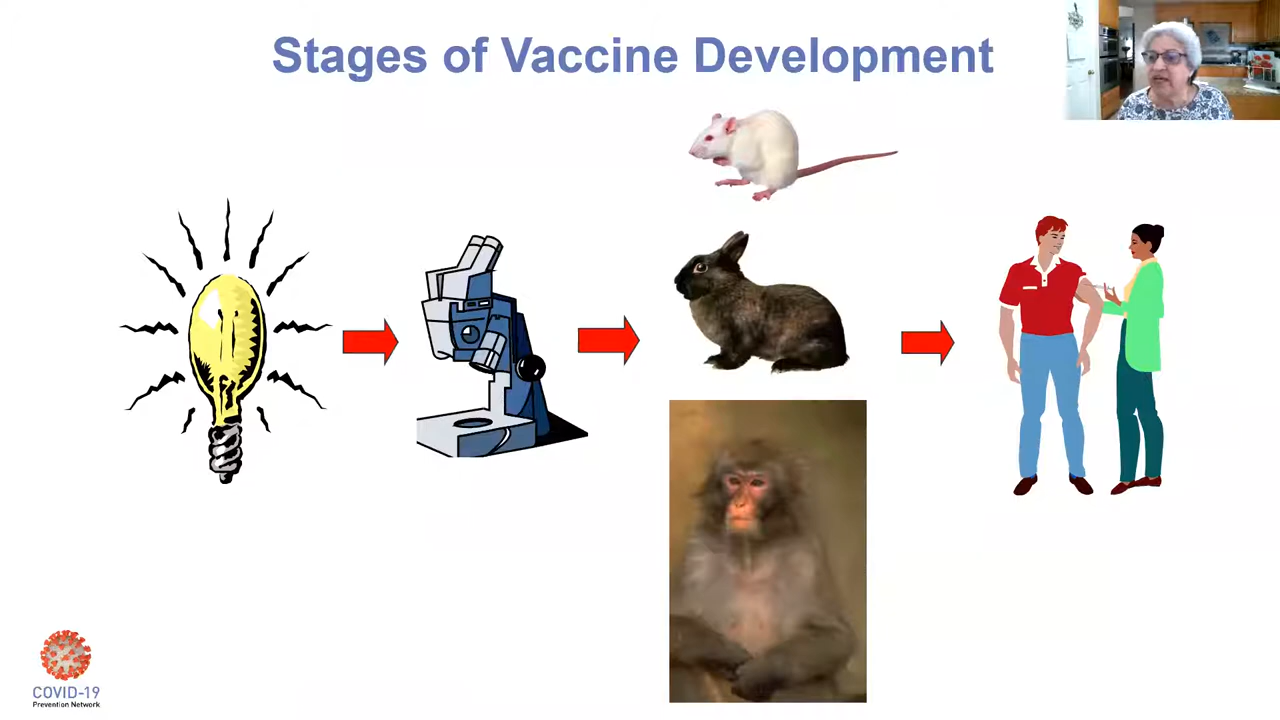 Stages of Vaccine Development
COVID-19
Prevention Network